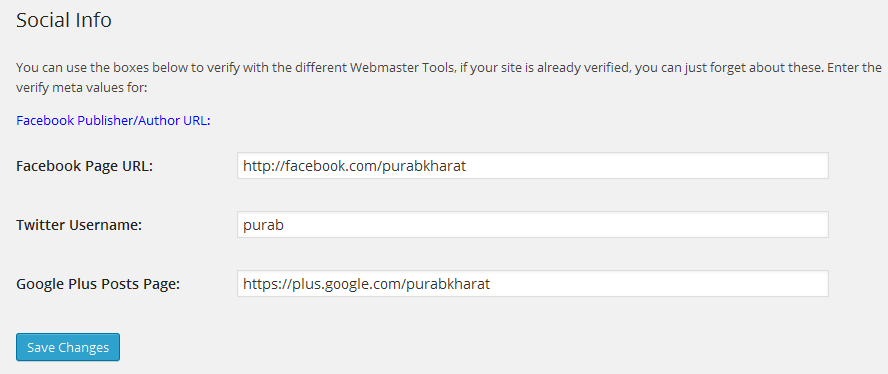 Social Info
You can use the boxes below to verify with the different Webmaster Tools, if your site is already verified, you can just forget about these. Enter the
verify meta values for:
Facebook Publisher/Author URL:
Facebook Page URL: http://facebook.com/purabkharat
Twitter Username: purab
Google Plus Posts Page: https://plus.google.com/purabkharat
Save Changes